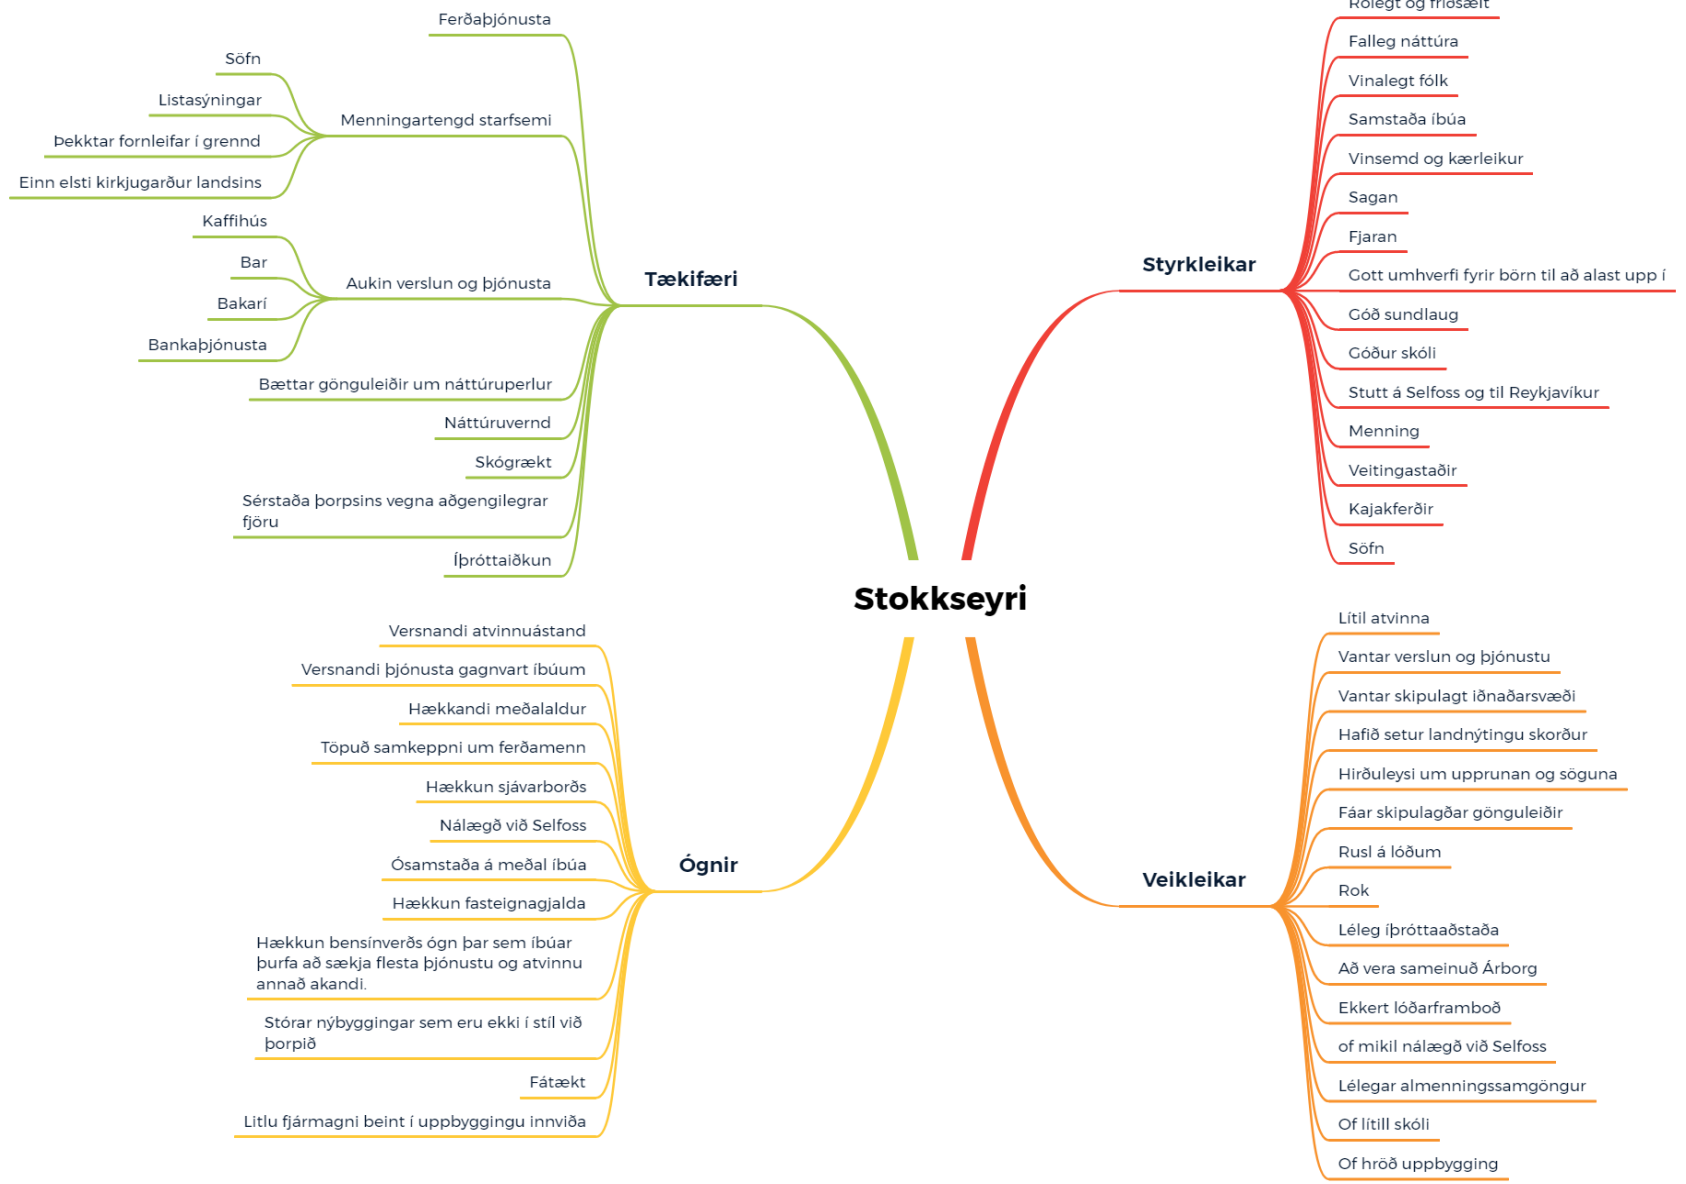 Stokkseyri
Tækifæri
Ferðaþjónusta
Menningartengd starfsemi
Söfn
Listasýningar
Þekktar fornleifar í grennd
Einn elsti kirkjugarður landsins
Aukin verslun og þjónusta
Kaffihús
Bar
Bakarí
Bankaþjónusta
Bættar gönguleiðir um náttúruperlur
Náttúruvernd
Skógrækt
Sérstaða þorpsins vegna aðgengilegrar
fjöru
Íþróttaiðkun
Styrkleikar
Rólegt og friðsælt
Falleg náttúra
Vinalegt fólk
Samstaða íbúa
Vinsemd og kærleikur
Sagan
Fjaran
Gott umhverfi fyrir börn til að alast upp í
Góð sundlaug
Góður skóli
Stutt á Selfoss og til Reykjavíkur
Menning
Veitingastaðir
Kajakferðir
Söfn
Ógnir
Versnandi atvinnuástand
Versnandi þjónusta gagnvart íbúum
Hækkandi meðalaldur
Töpuð samkeppni um ferðamenn
Hækkun sjávarborðs
Nálægð við Selfoss
Ósamstaða á meðal íbúa
Hækkun fasteignagjalda
Hækkun bensínverðs ógn þar sem íbúar
þurfa að sækja flesta þjónustu og atvinnu
annað akandi.
Stórar nýbyggingar sem eru ekki í stíl við
þorpið
Fátækt
Litlu fjármagni beint í uppbyggingu innviða
Veikleikar
Lítil atvinna
Vantar verslun og þjónustu
Vantar skipulagt iðnaðarsvæði
Hafið setur landnýtingu skorður
Hirðuleysi um upprunan og söguna
Fáar skipulagðar gönguleiðir
Rusl á lóðum
Rok
Léleg íþróttaaðstaða
Að vera sameinuð Árborg
Ekkert lóðarframboð
of mikil nálægð við Selfoss
Lélegar almenningssamgöngur
Of lítill skóli
Of hröð uppbygging